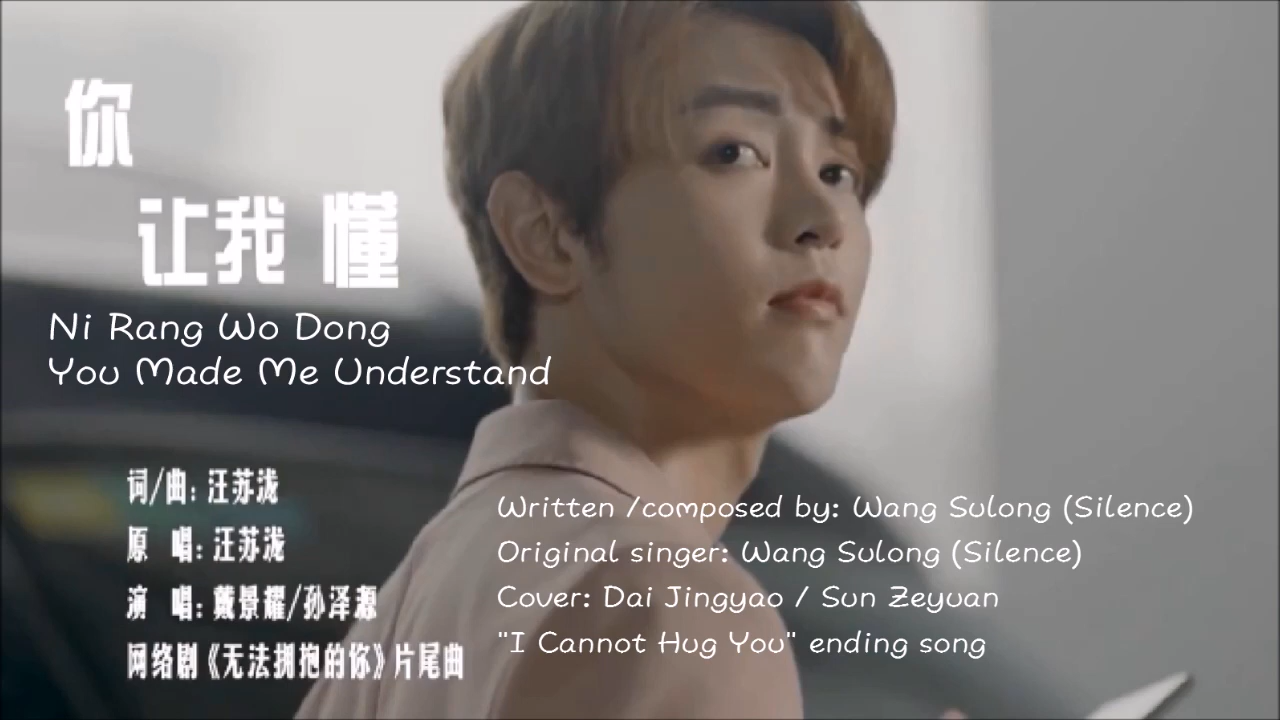 你
让我 懂
Ni Rang Wo Dong
You Made Me Understand
词/曲: 汪苏泷
原 唱: 汪苏泷
演 唱: 戴景耀/孙泽源
网络剧《无法拥抱的你》片尾曲
Written /composed by: Wang Sulong (Silence)
Original singer: Wang Sulong (Silence)
Cover: Dai Jingyao / Sun Zeyuan
"I Cannot Hug You" ending song